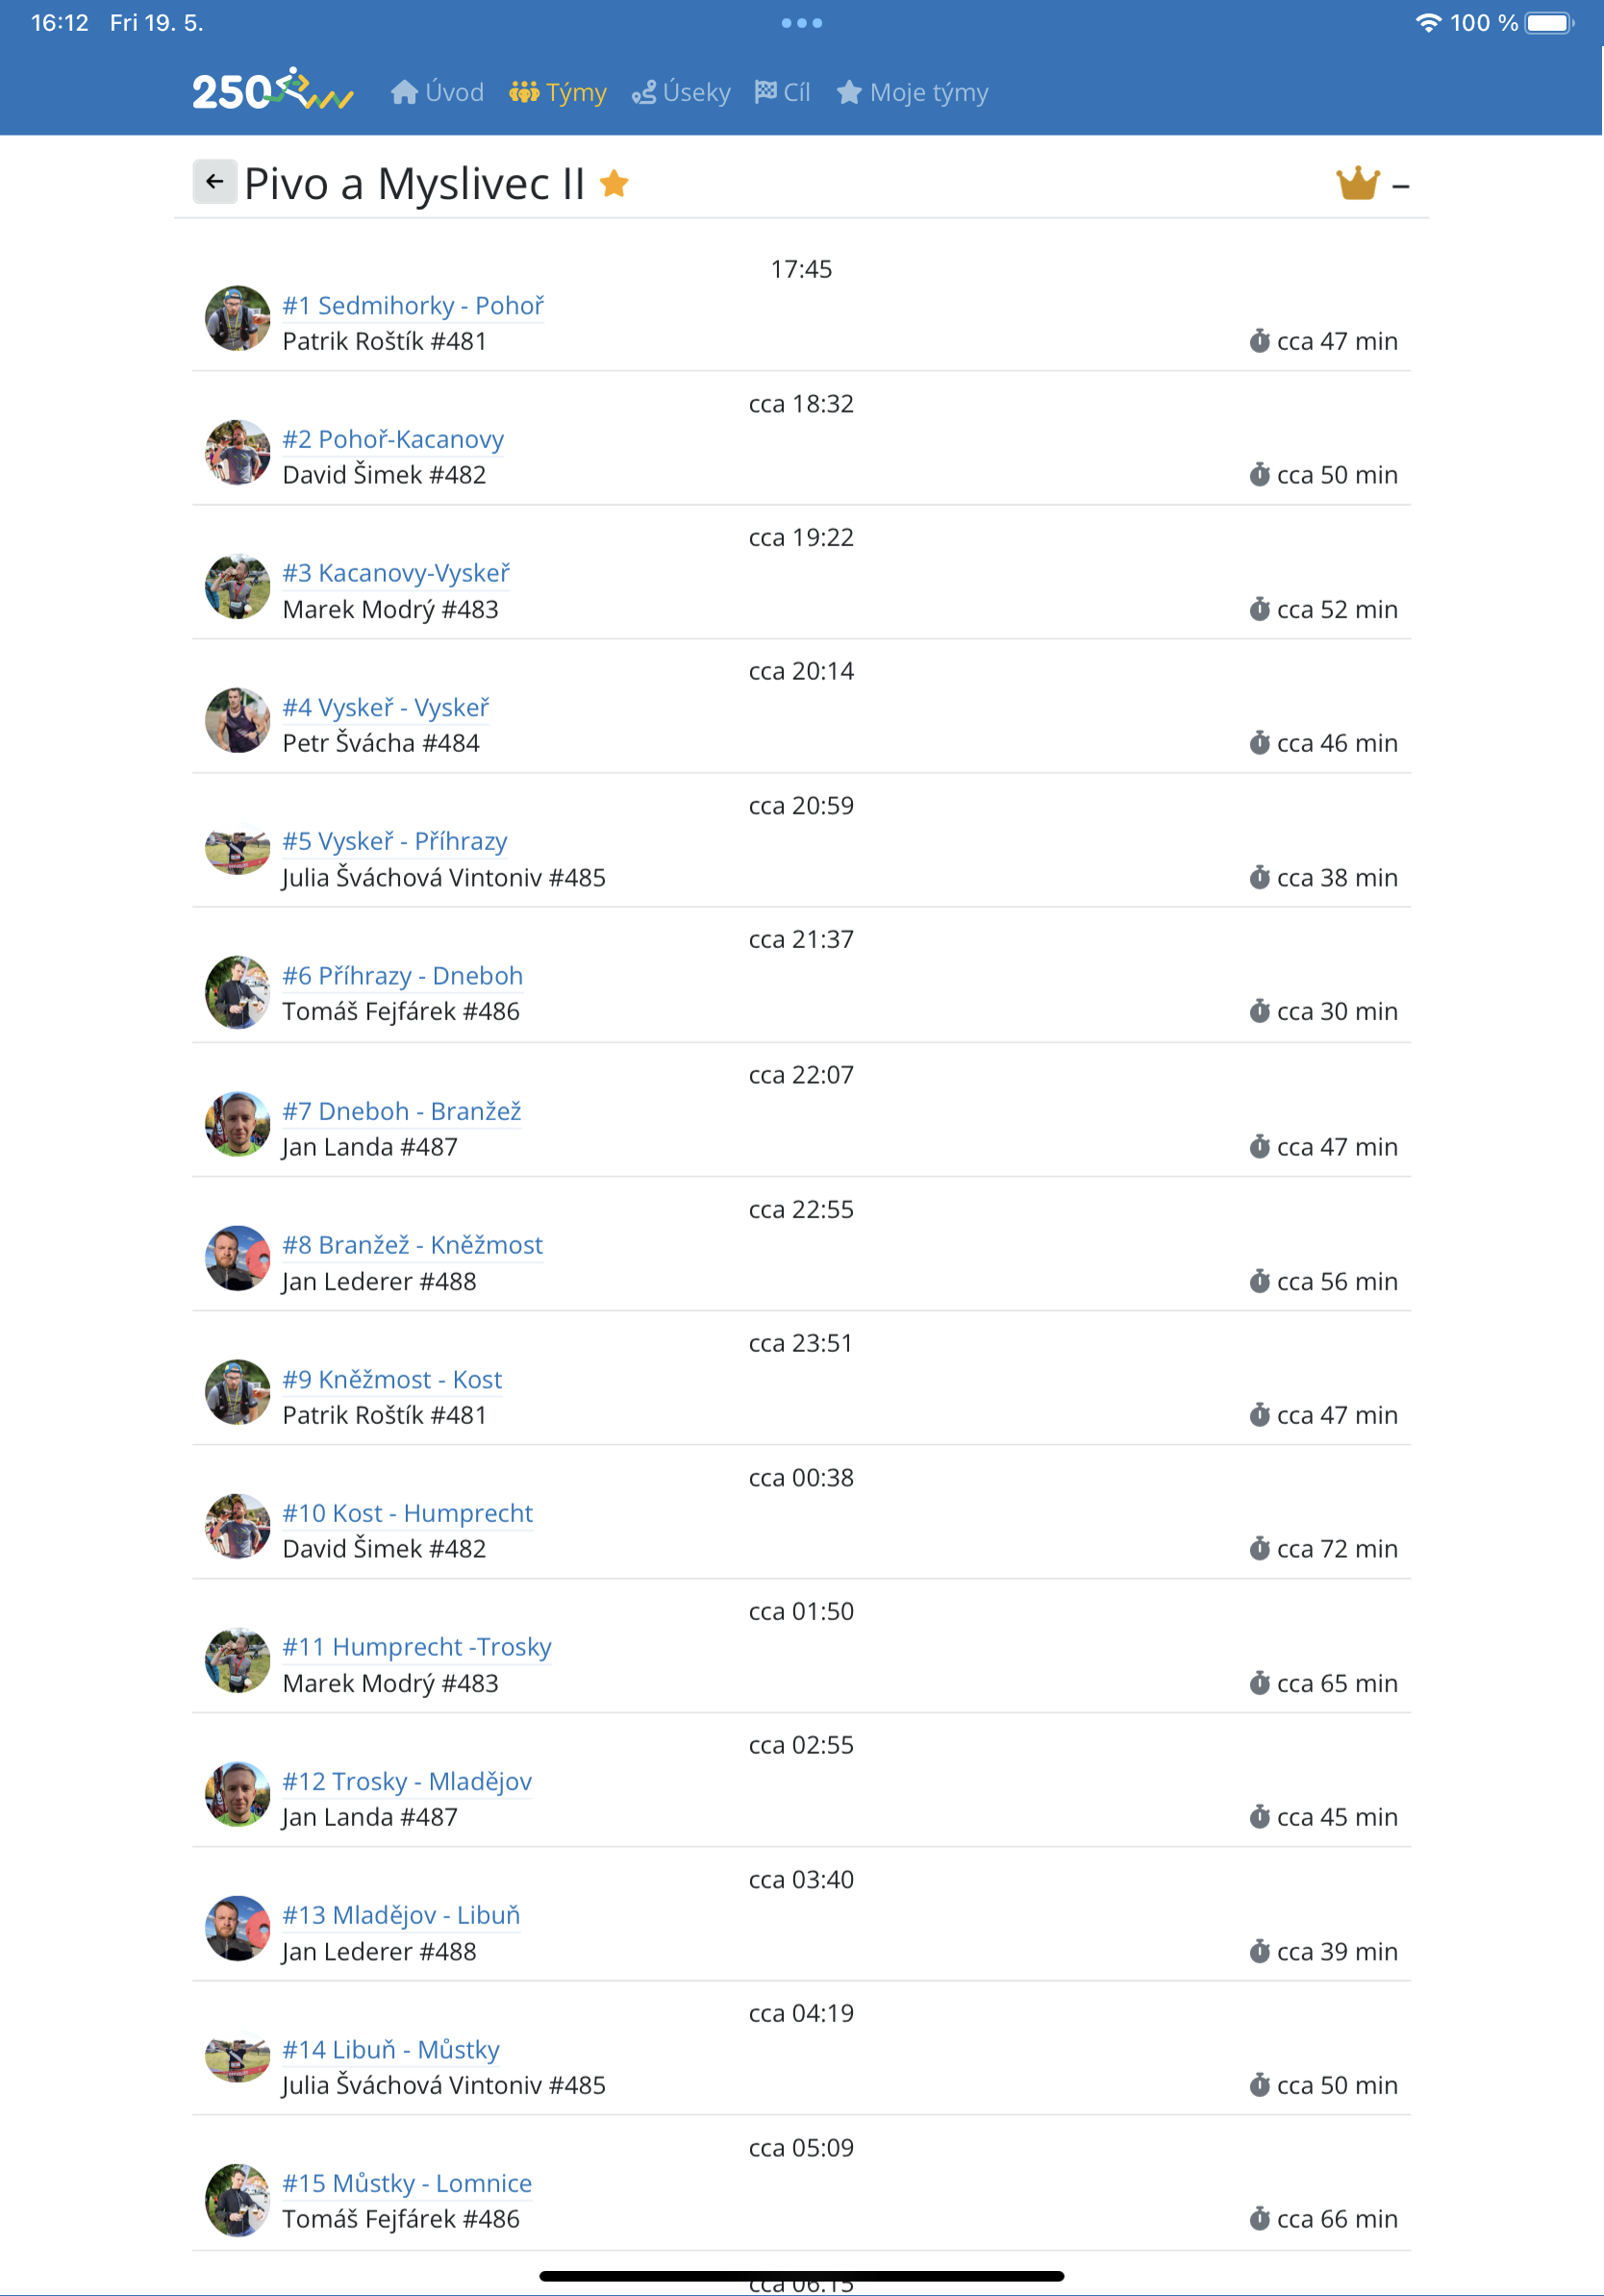 16:12 Fri 19. 5. 100 %
250 Úvod Týmy Úseky Cíl Moje týmy
Pivo a Myslivec II –
17:45
#1 Sedmihorky - Pohoř
Patrik Roštík #481 cca 47 min
cca 18:32
#2 Pohoř-Kacanovy
David Šimek #482 cca 50 min
cca 19:22
#3 Kacanovy-Vyskeř
Marek Modrý #483 cca 52 min
cca 20:14
#4 Vyskeř - Vyskeř
Petr Švácha #484 cca 46 min
cca 20:59
#5 Vyskeř - Příhrazy
Julia Šváchová Vintoniv #485 cca 38 min
cca 21:37
#6 Příhrazy - Dneboh
Tomáš Fejfárek #486 cca 30 min
cca 22:07
#7 Dneboh - Branžež
Jan Landa #487 cca 47 min
cca 22:55
#8 Branžež - Kněžmost
Jan Lederer #488 cca 56 min
cca 23:51
#9 Kněžmost - Kost
Patrik Roštík #481 cca 47 min
cca 00:38
#10 Kost - Humprecht
David Šimek #482 cca 72 min
cca 01:50
#11 Humprecht -Trosky
Marek Modrý #483 cca 65 min
cca 02:55
#12 Trosky - Mladějov
Jan Landa #487 cca 45 min
cca 03:40
#13 Mladějov - Libuň
Jan Lederer #488 cca 39 min
cca 04:19
#14 Libuň - Můstky
Julia Šváchová Vintoniv #485 cca 50 min
cca 05:09
#15 Můstky - Lomnice
Tomáš Fejfárek #486 cca 66 min
cca 06:15